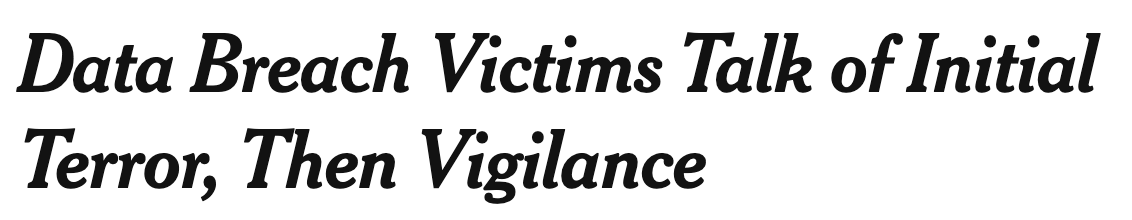 Data Breach Victims Talk of Initial
Terror, Then Vigilance